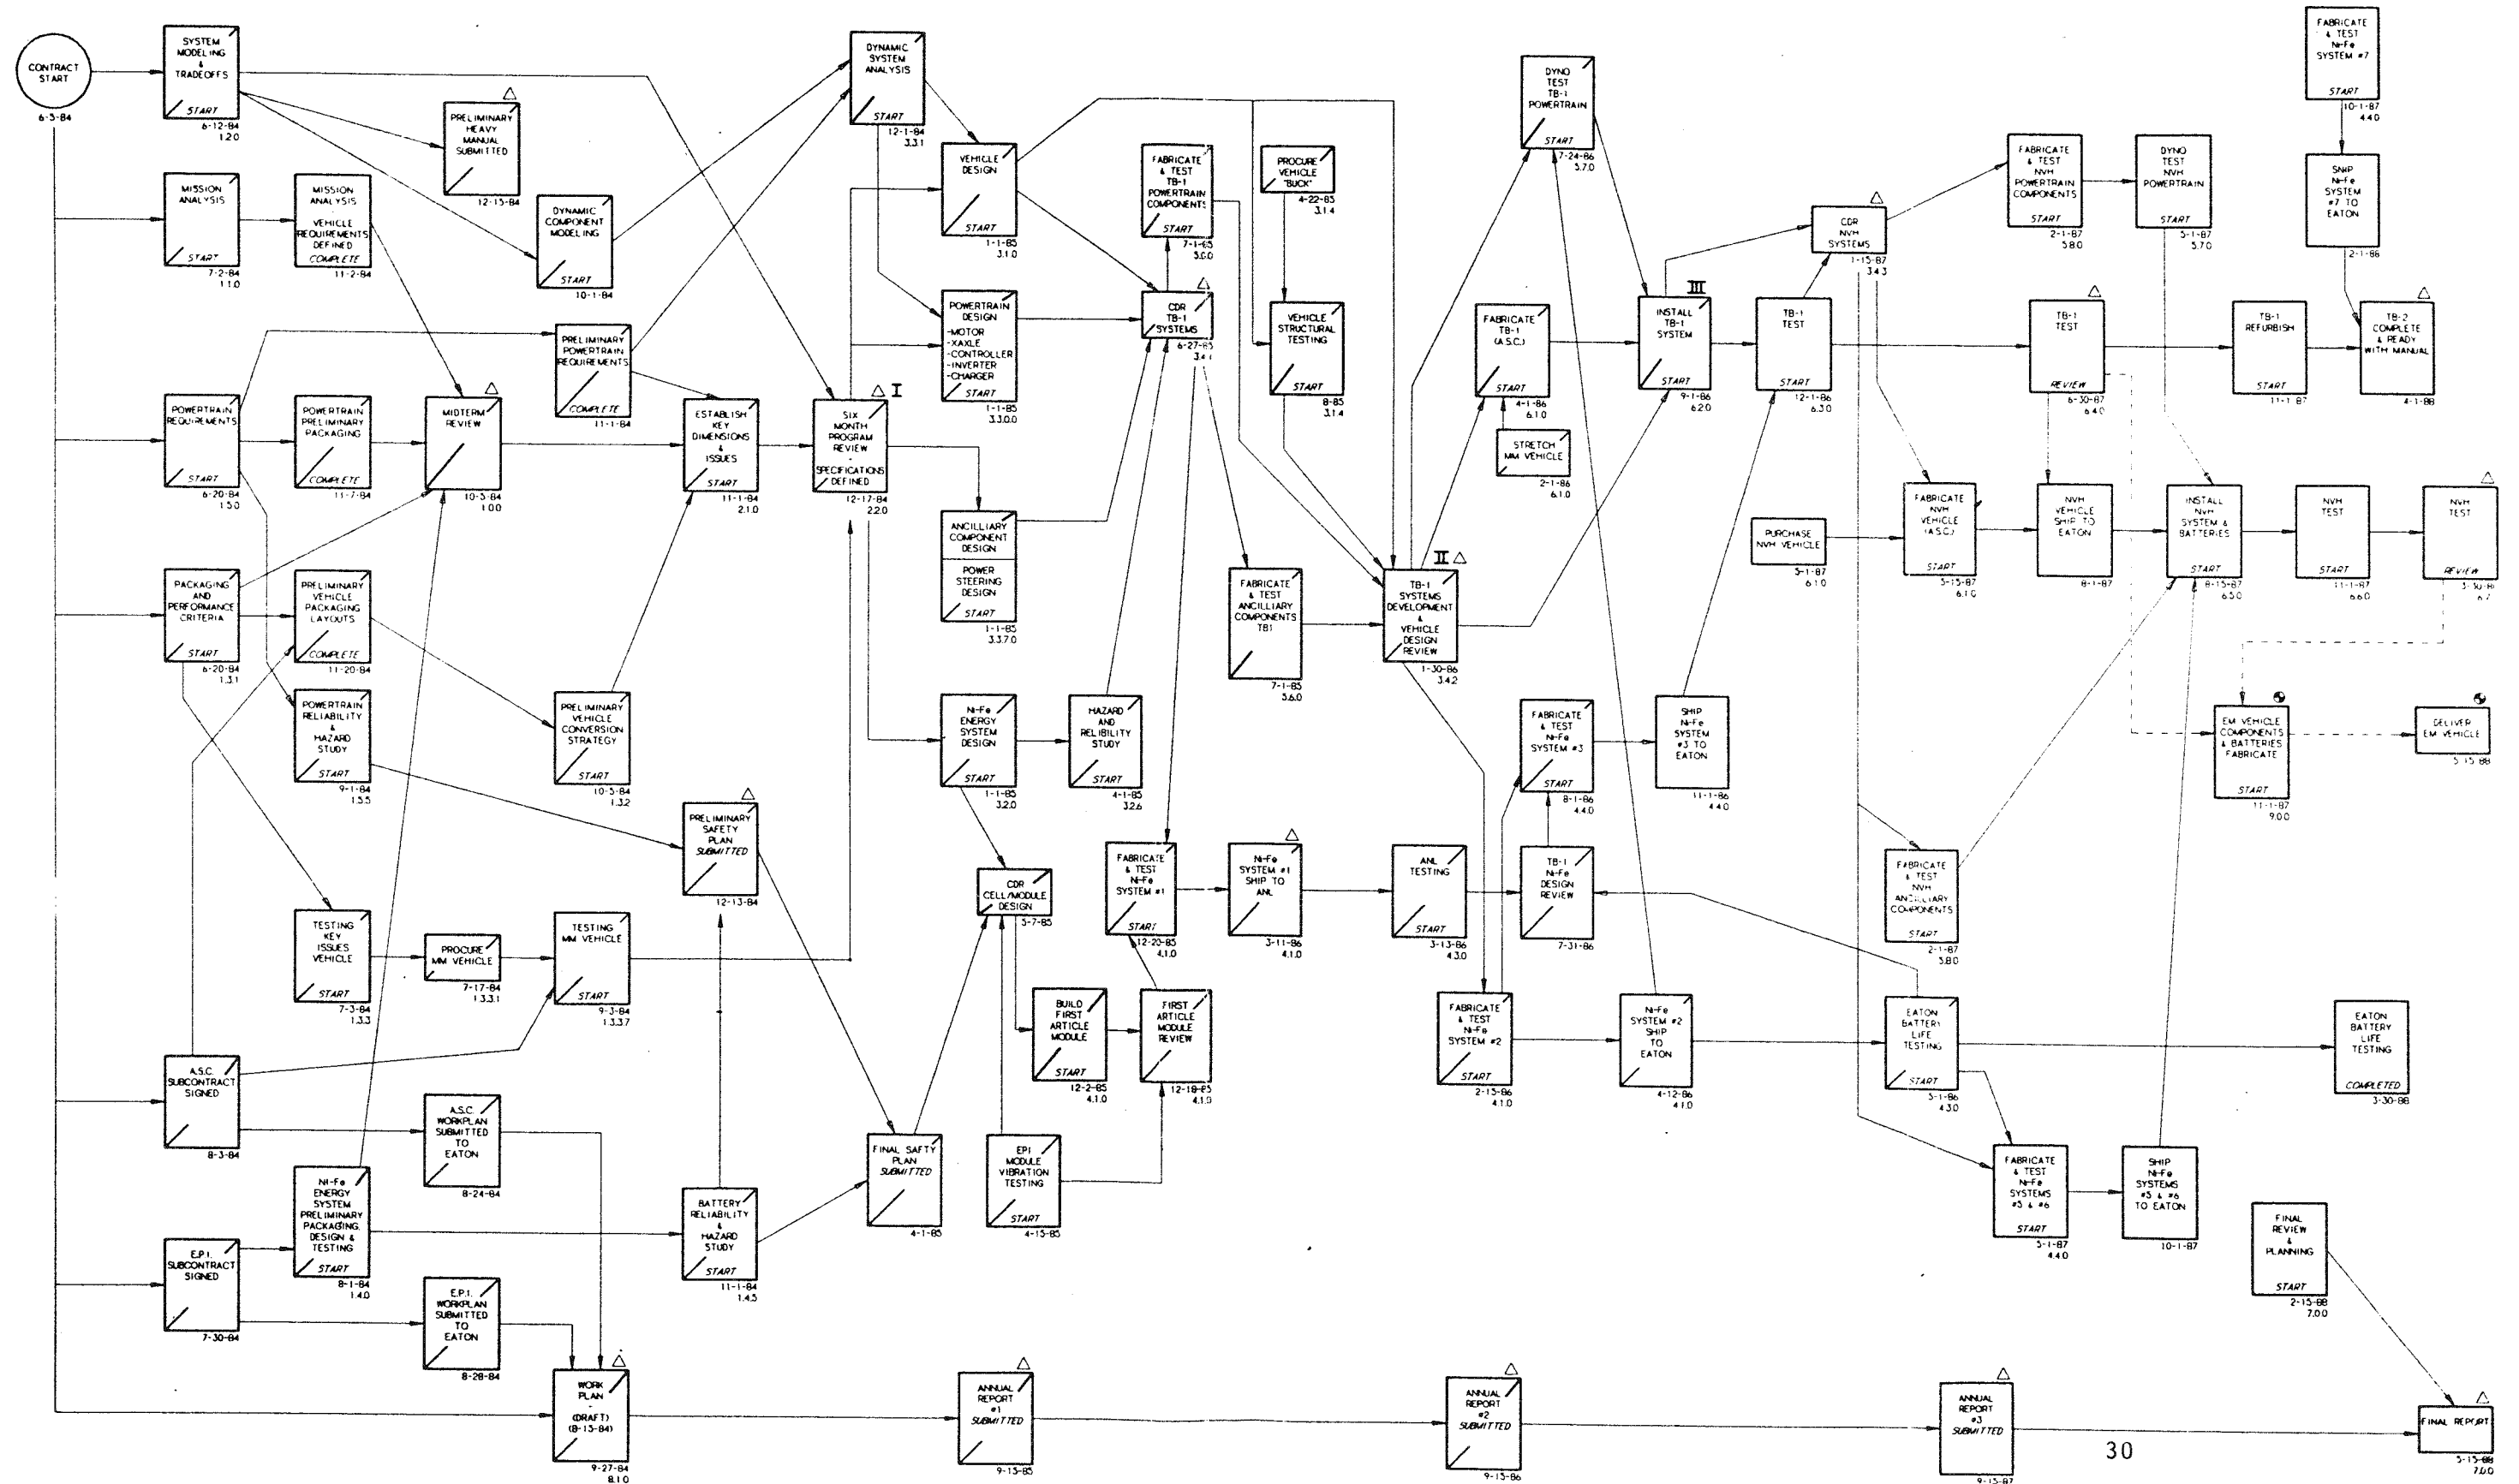 CONTRACT
START
6-5-84
SYSTEM
MODELING
&
TRADEOFFS
START
6-12-84
1.2.0
PRELIMINARY
HEAVY
MANUAL
SUBMITTED
12-15-84
MISSION
ANALYSIS
START
7-2-84
1.1.0
MISSION
ANALYSIS
-
VEHICLE
REQUIREMENTS
DEFINED
COMPLETE
11-2-84
DYNAMIC
COMPONENT
MODELING
START
10-1-84
POWERTRAIN
REQUIREMENTS
START
6-20-84
1.5.0
POWERTRAIN
PRELIMINARY
PACKAGING
COMPLETE
11-7-84
MIDTERM
REVIEW
10-5-84
1.0.0
PRELIMINARY
POWERTRAIN
REQUIREMENTS
COMPLETE
11-1-84
ESTABLISH
KEY
DIMENSIONS
&
ISSUES
START
11-1-84
2.1.0
I
SIX
MONTH
PROGRAM
REVIEW
-
SPECIFICATIONS
DEFINED
12-17-84
2.2.0
PACKAGING
AND
PERFORMANCE
CRITERIA
START
6-20-84
1.3.1
PRELIMINARY
VEHICLE
PACKAGING
LAYOUTS
COMPLETE
11-20-84
POWERTRAIN
RELIABILITY
&
HAZARD
STUDY
START
9-1-84
1.5.5
PRELIMINARY
VEHICLE
CONVERSION
STRATEGY
10-5-84
1.3.2
PRELIMINARY
SAFETY
PLAN
SUBMITTED
12-13-84
TESTING
KEY
ISSUES
VEHICLE
START
7-3-84
1.3.3
PROCURE
MM VEHICLE
7-17-84
1.3.3.1
TESTING
MM VEHICLE
START
9-3-84
1.3.3.7
A.S.C.
SUBCONTRACT
SIGNED
8-3-84
A.S.C.
WORKPLAN
SUBMITTED
TO
EATON
8-24-84
Ni-Fe
ENERGY
SYSTEM
PRELIMINARY
PACKAGING,
DESIGN &
TESTING
START
8-1-84
1.4.0
E.P.I.
SUBCONTRACT
SIGNED
7-30-84
E.P.I.
WORKPLAN
SUBMITTED
TO
EATON
8-28-84
BATTERY
RELIABILITY
&
HAZARD
STUDY
START
11-1-84
1.4.5
WORK
PLAN
-
(DRAFT)
(8-15-84)
9-27-84
8.1.0
DYNAMIC
SYSTEM
ANALYSIS
START
12-1-84
3.3.1
VEHICLE
DESIGN
START
1-1-85
3.1.0
POWERTRAIN
DESIGN
-MOTOR
-XAXLE
-CONTROLLER
-INVERTER
-CHARGER
START
1-1-85
3.3.0.0
ANCILLIARY
COMPONENT
DESIGN
POWER
STEERING
DESIGN
START
1-1-85
3.3.7.0
Ni-Fe
ENERGY
SYSTEM
DESIGN
START
1-1-85
3.2.0
HAZARD
AND
RELIBILITY
STUDY
START
4-1-85
3.2.6
CDR
CELL/MODULE
DESIGN
5-7-85
BUILD
FIRST
ARTICLE
MODULE
12-2-85
4.1.0
FIRST
ARTICLE
MODULE
REVIEW
12-18-85
4.1.0
FINAL SAFTY
PLAN
SUBMITTED
4-1-85
EPI
MODULE
VIBRATION
TESTING
START
4-15-85
ANNUAL
REPORT
#1
SUBMITTED
9-15-85
FABRICATE
& TEST
TB-1
POWERTRAIN
COMPONENTS
START
7-1-85
CDR
TB-1
SYSTEMS
6-27-85
3.4.1
PROCURE
VEHICLE
"BUCK"
4-22-85
3.1.4
VEHICLE
STRUCTURAL
TESTING
8-85
3.1.4
FABRICATE
& TEST
ANCILLIARY
COMPONENTS
TB1
7-1-85
5.6.0
II
TB-1
SYSTEMS
DEVELOPMENT
&
VEHICLE
DESIGN
REVIEW
1-30-86
3.4.2
FABRICATE
& TEST
Ni-Fe
SYSTEM #1
START
12-20-85
4.1.0
Ni-Fe
SYSTEM #1
SHIP TO
ANL
3-11-86
4.1.0
ANL
TESTING
START
3-13-86
4.3.0
TB-1
Ni-Fe
DESIGN
REVIEW
7-31-86
DYNO
TEST
TB-1
POWERTRAIN
START
7-24-86
5.7.0
FABRICATE
TB-1
(A.S.C.)
4-1-86
6.1.0
STRETCH
MM VEHICLE
2-1-86
6.1.0
III
INSTALL
TB-1
SYSTEM
START
9-1-86
6.2.0
TB-1
TEST
START
12-1-86
6.3.0
FABRICATE
& TEST
Ni-Fe
SYSTEM #3
START
8-1-86
4.4.0
SHIP
Ni-Fe
SYSTEM
#3 TO
EATON
11-1-86
4.4.0
FABRICATE
& TEST
Ni-Fe
SYSTEM #2
START
2-15-86
4.1.0
Ni-Fe
SYSTEM #2
SHIP
TO
EATON
4-12-86
4.1.0
EATON
BATTERY
LIFE
TESTING
START
5-1-86
4.3.0
ANNUAL
REPORT
#2
SUBMITTED
9-15-86
CDR
NVH
SYSTEMS
1-15-87
3.4.3
FABRICATE
& TEST
NVH
POWERTRAIN
COMPONENTS
START
2-1-87
5.8.0
DYNO
TEST
NVH
POWERTRAIN
START
5-1-87
5.7.0
FABRICATE
& TEST
Ni-Fe
SYSTEM #7
START
10-1-87
4.4.0
SHIP
Ni-Fe
SYSTEM
#7 TO
EATON
2-1-88
TB-1
TEST
REVIEW
6-30-87
6.4.0
TB-1
REFURBISH
START
11-1-87
TB-2
COMPLETE
& READY
WITH MANUAL
4-1-88
PURCHASE
NVH VEHICLE
5-1-87
6.1.0
FABRICATE
NVH
VEHICLE
(A.S.C.)
START
5-15-87
6.1.0
NVH
VEHICLE
SHIP TO
EATON
8-1-87
INSTALL
NVH
SYSTEM &
BATTERIES
START
8-15-87
6.5.0
NVH
TEST
START
11-1-87
6.6.0
NVH
TEST
REVIEW
EM VEHICLE
COMPONENTS
& BATTERIES
FABRICATE
START
11-1-87
9.0.0
DELIVER
EM VEHICLE
5-15-88
FABRICATE
& TEST
NVH
ANCILLIARY
COMPONENTS
START
2-1-87
5.8.0
EATON
BATTERY
LIFE
TESTING
COMPLETED
3-30-88
FABRICATE
& TEST
Ni-Fe
SYSTEMS
#5 & #6
START
5-1-87
4.4.0
SHIP
Ni-Fe
SYSTEMS
#5 & #6
TO EATON
10-1-87
FINAL
REVIEW
&
PLANNING
START
2-15-88
7.0.0
ANNUAL
REPORT
#3
SUBMITTED
9-15-87
FINAL REPORT
5-15-88
7.0.0
30